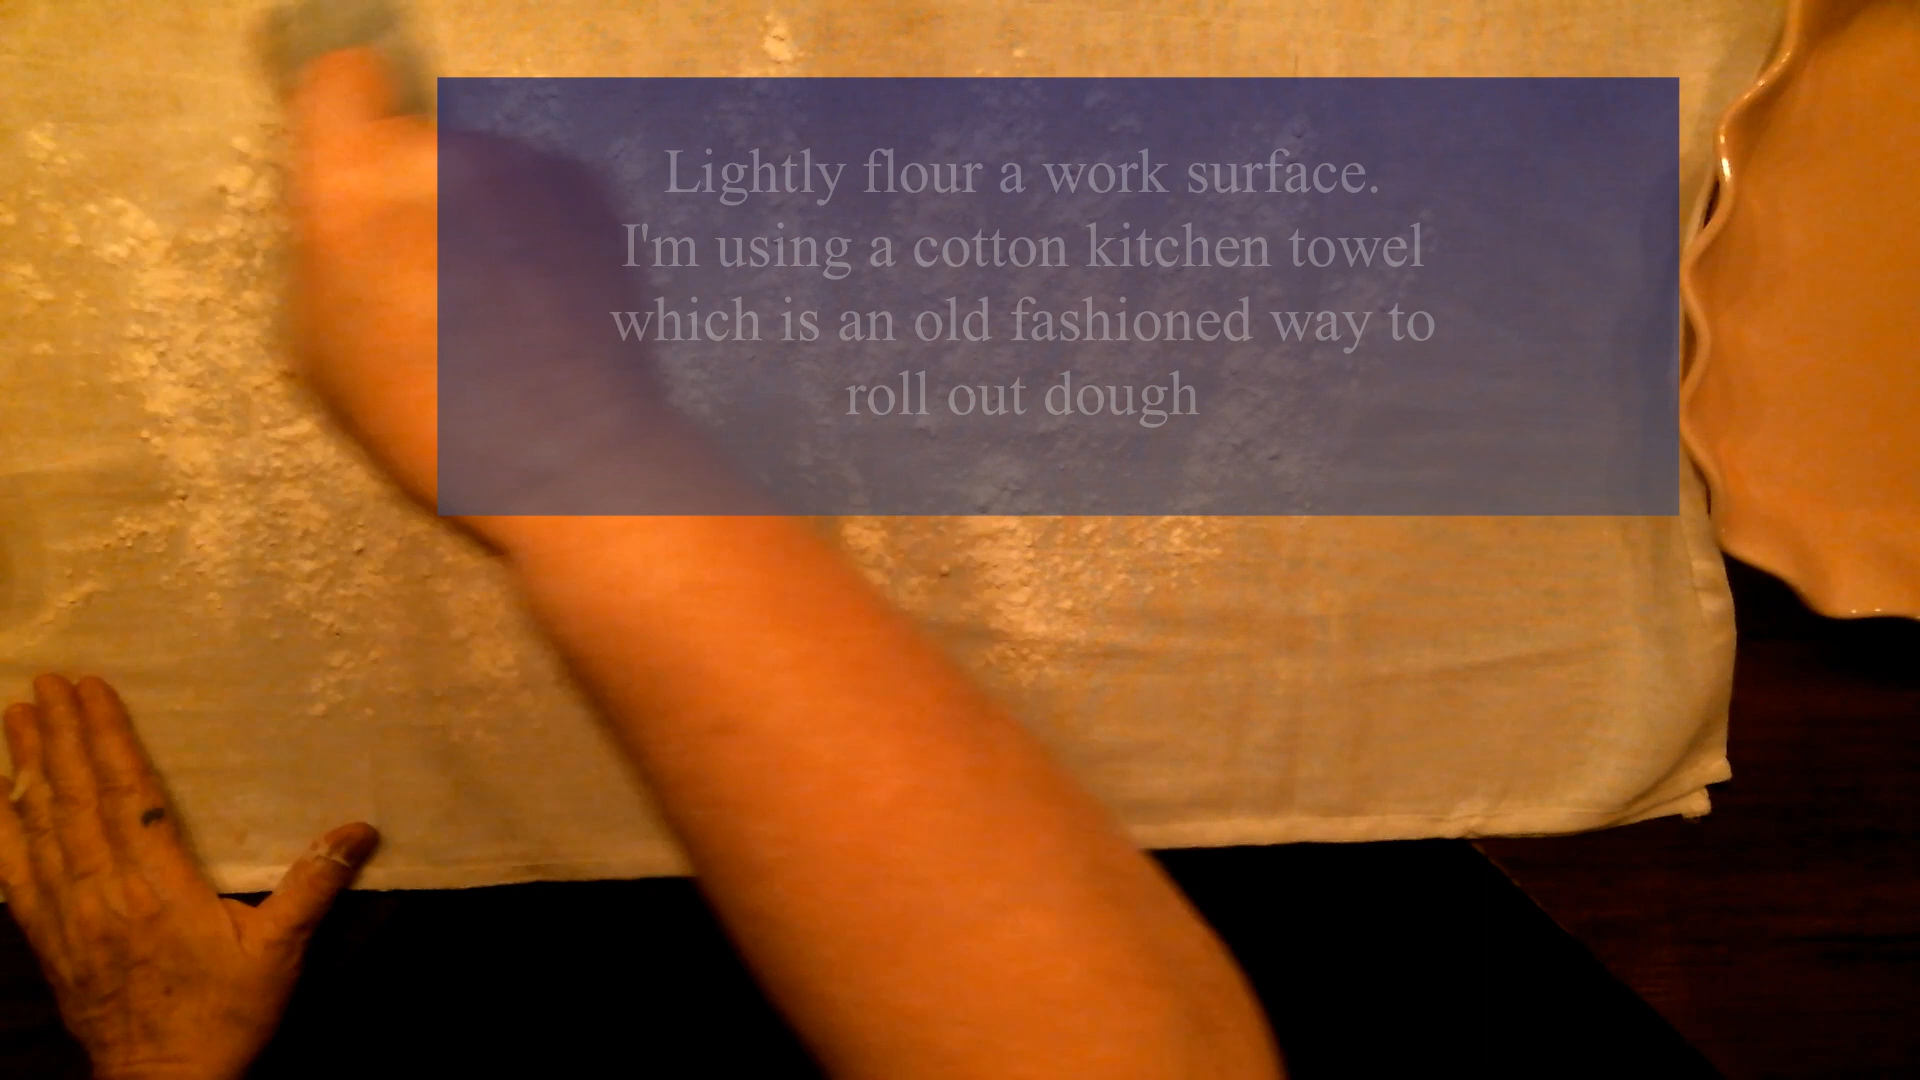 Lightly flour a work surface.
I'm using a cotton kitchen towel
which is an old fashioned way to
roll out dough